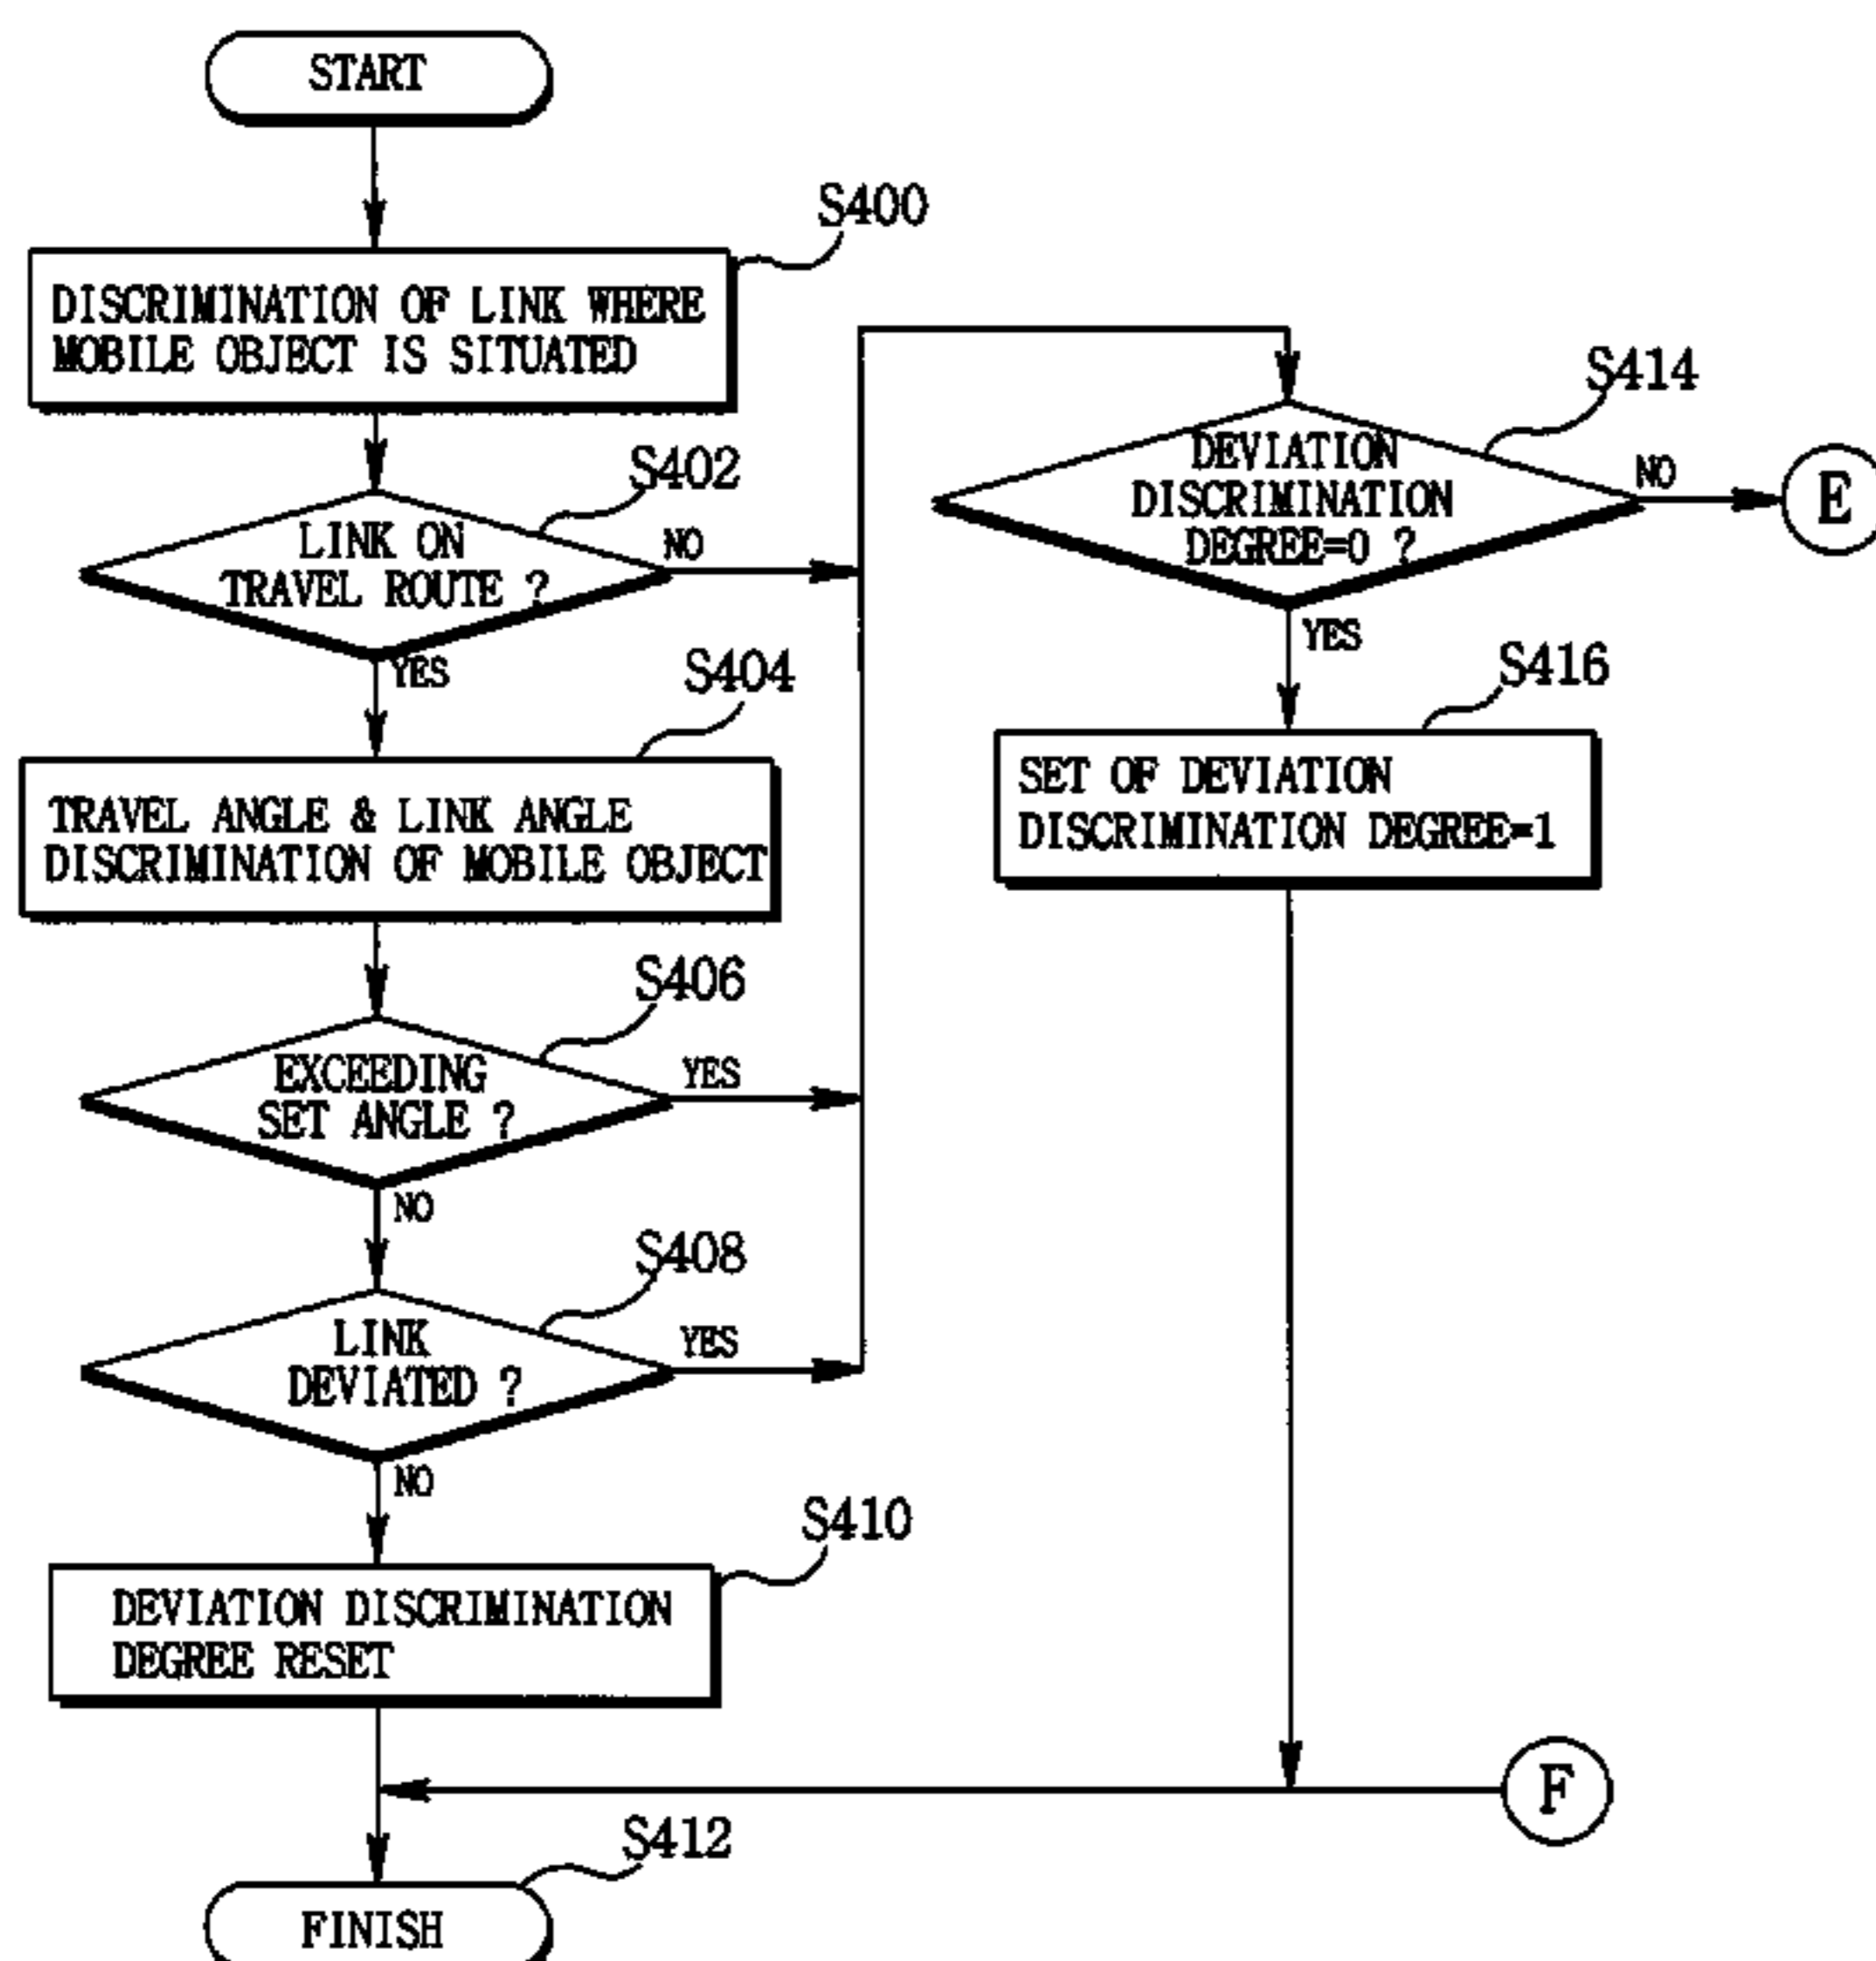 START
S400
DISCRIMINATION OF LINK WHERE
MOBILE OBJECT IS SITUATED
S402
LINK ON
TRAVEL ROUTE ?
NO
YES
S404
TRAVEL ANGLE & LINK ANGLE
DISCRIMINATION OF MOBILE OBJECT
S406
EXCEEDING
SET ANGLE ?
YES
NO
S408
LINK
DEVIATED ?
YES
NO
S410
DEVIATION DISCRIMINATION
DEGREE RESET
S412
FINISH
S414
DEVIATION
DISCRIMINATION
DEGREE=0 ?
NO
E
YES
S416
SET OF DEVIATION
DISCRIMINATION DEGREE=1
F